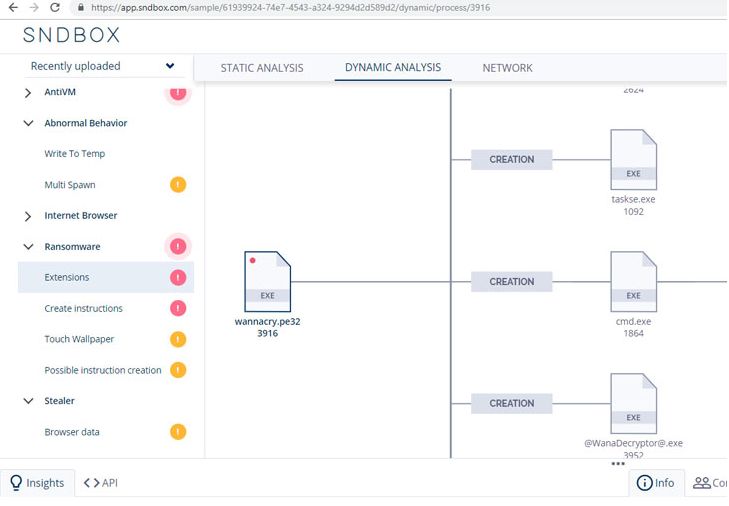 https://app.sndbox.com/sample/61939924-74e7-4543-a324-9294d2d589d2/dynamic/process/3916
SNDBOX
Recently uploaded
STATIC ANALYSIS
DYNAMIC ANALYSIS
NETWORK
AntiVM
!
Abnormal Behavior
Write To Temp
Multi Spawn
!
Internet Browser
Ransomware
!
Extensions
!
Create instructions
!
Touch Wallpaper
!
Possible instruction creation
!
Stealer
Browser data
!
2624
CREATION
EXE
taskse.exe
1092
EXE
wannacry.pe32
3916
CREATION
EXE
cmd.exe
1864
CREATION
EXE
@WanaDecryptor@.exe
3952
Insights
API
Info